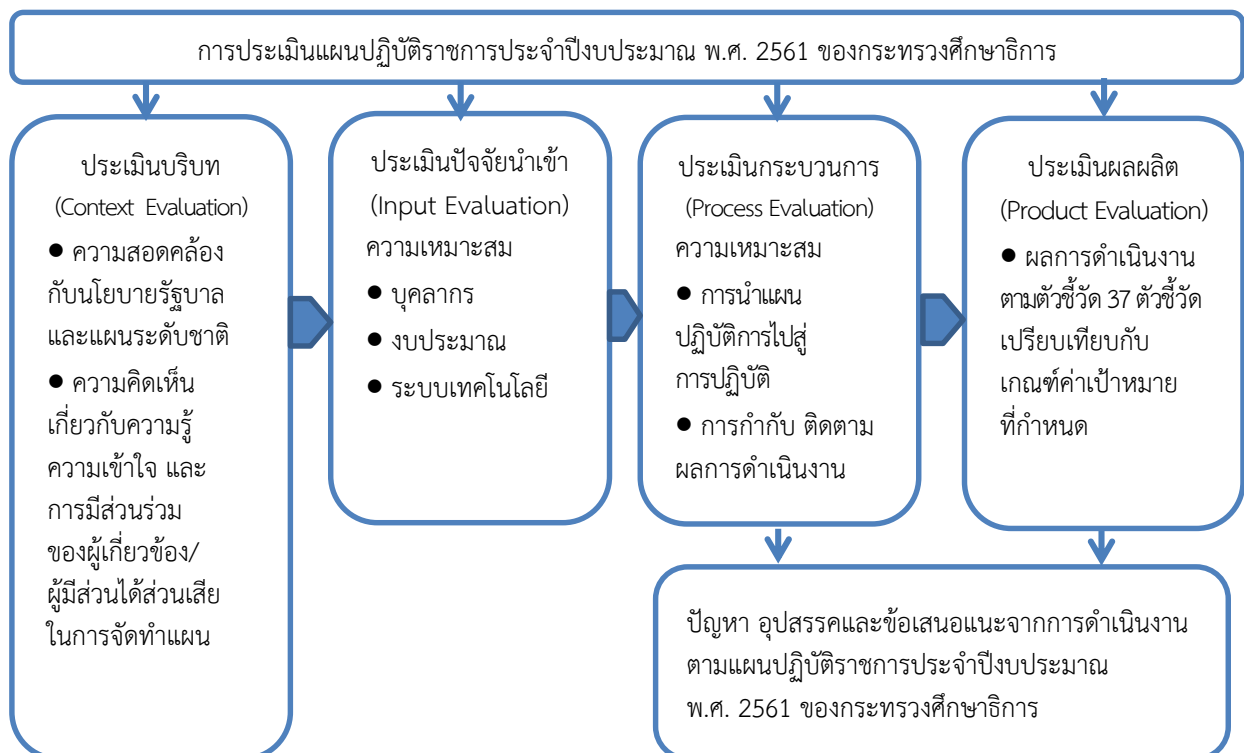 การประเมินแผนปฏิบัติราชการประจำปีงบประมาณ พ.ศ. 2561 ของกระทรวงศึกษาธิการ
ประเมินบริบท
(Context Evaluation)
● ความสอดคล้อง
กับนโยบายรัฐบาล
และแผนระดับชาติ
● ความคิดเห็น
เกี่ยวกับความรู้
ความเข้าใจ และ
การมีส่วนร่วม
ของผู้เกี่ยวข้อง/
ผู้มีส่วนได้ส่วนเสีย
ในการจัดทำแผน
ประเมินปัจจัยนำเข้า
(Input Evaluation)
ความเหมาะสม
● บุคลากร
● งบประมาณ
● ระบบเทคโนโลยี
ประเมินกระบวนการ
(Process Evaluation)
ความเหมาะสม
● การนำแผน
ปฏิบัติการไปสู่
การปฏิบัติ
● การกำกับ ติดตาม
ผลการดำเนินงาน
ประเมินผลผลิต
(Product Evaluation)
● ผลการดำเนินงาน
ตามตัวชี้วัด 37 ตัวชี้วัด
เปรียบเทียบกับ
เกณฑ์ค่าเป้าหมาย
ที่กำหนด
ปัญหา อุปสรรคและข้อเสนอแนะจากการดำเนินงาน
ตามแผนปฏิบัติราชการประจำปีงบประมาณ
พ.ศ. 2561 ของกระทรวงศึกษาธิการ